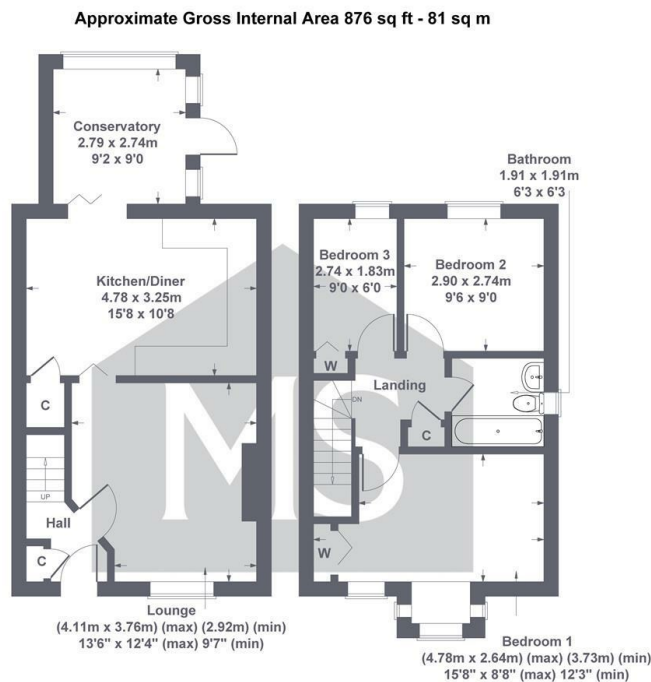 Approximate Gross Internal Area 876 sq ft - 81 sq m
Conservatory
2.79 x 2.74m
9'2 x 9'0
Kitchen/Diner
4.78 x 3.25m
15'8 x 10'8
C
UP
Hall
C
Lounge
(4.11m x 3.76m) (max) (2.92m) (min)
13'6" x 12'4" (max) 9'7" (min)
Bathroom
1.91 x 1.91m
6'3 x 6'3
Bedroom 3
2.74 x 1.83m
9'0 x 6'0
Bedroom 2
2.90 x 2.74m
9'6 x 9'0
W
Landing
DN
C
W
Bedroom 1
(4.78m x 2.64m) (max) (3.73m) (min)
15'8" x 8'8" (max) 12'3" (min)
MS